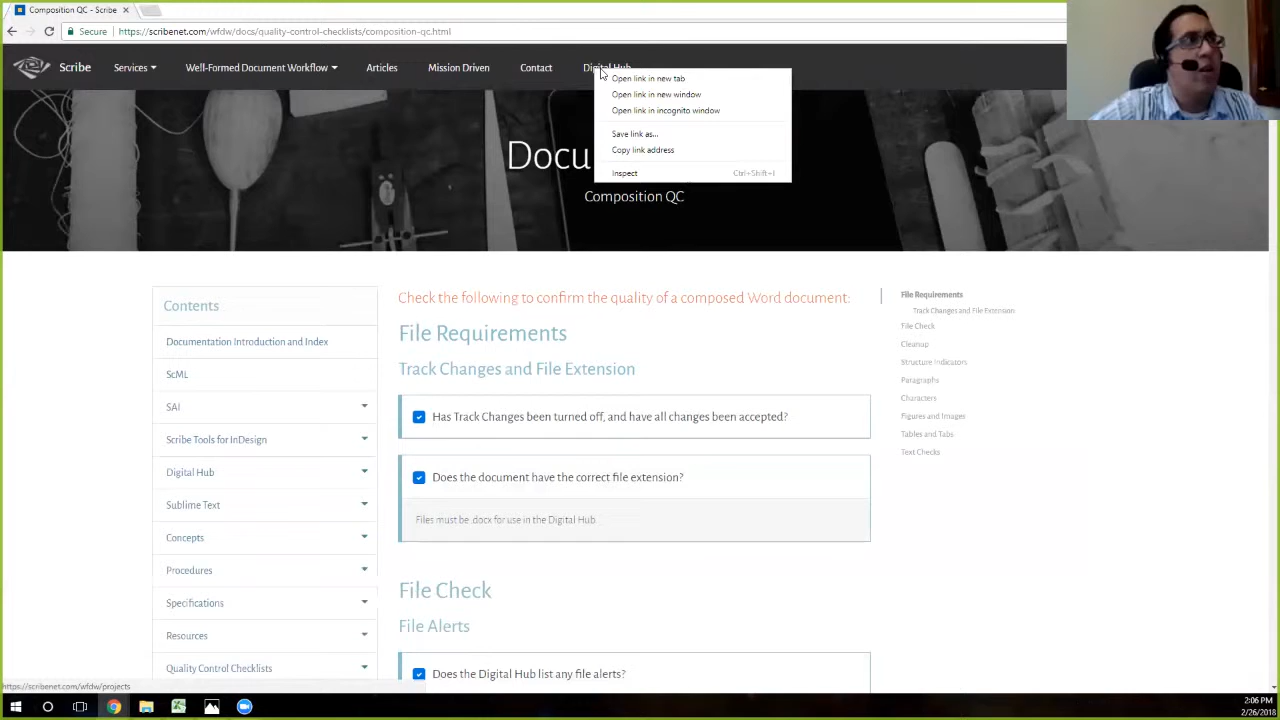 Composition QC - Scribe
Secure
https://scribenet.com/wfdw/docs/quality-control-checklists/composition-qc.html
Scribe
Services
Well-Formed Document Workflow
Articles
Mission Driven
Contact
Digital Hub
Open link in new tab
Open link in new window
Open link in incognito window
Save link as...
Copy link address
Inspect Ctrl+Shift+I
Docu
Composition QC
Contents
Documentation Introduction and Index
ScML
SAI
Scribe Tools for InDesign
Digital Hub
Sublime Text
Concepts
Procedures
Specifications
Resources
Quality Control Checklists
Check the following to confirm the quality of a composed Word document:
File Requirements
Track Changes and File Extension
Has Track Changes been turned off, and have all changes been accepted?
Does the document have the correct file extension?
Files must be .docx for use in the Digital Hub.
File Check
File Alerts
Does the Digital Hub list any file alerts?
File Requirements
Track Changes and File Extension
File Check
Cleanup
Structure Indicators
Paragraphs
Characters
Figures and Images
Tables and Tabs
Text Checks
https://scribenet.com/wfdw/projects
2:06 PM
2/26/2018